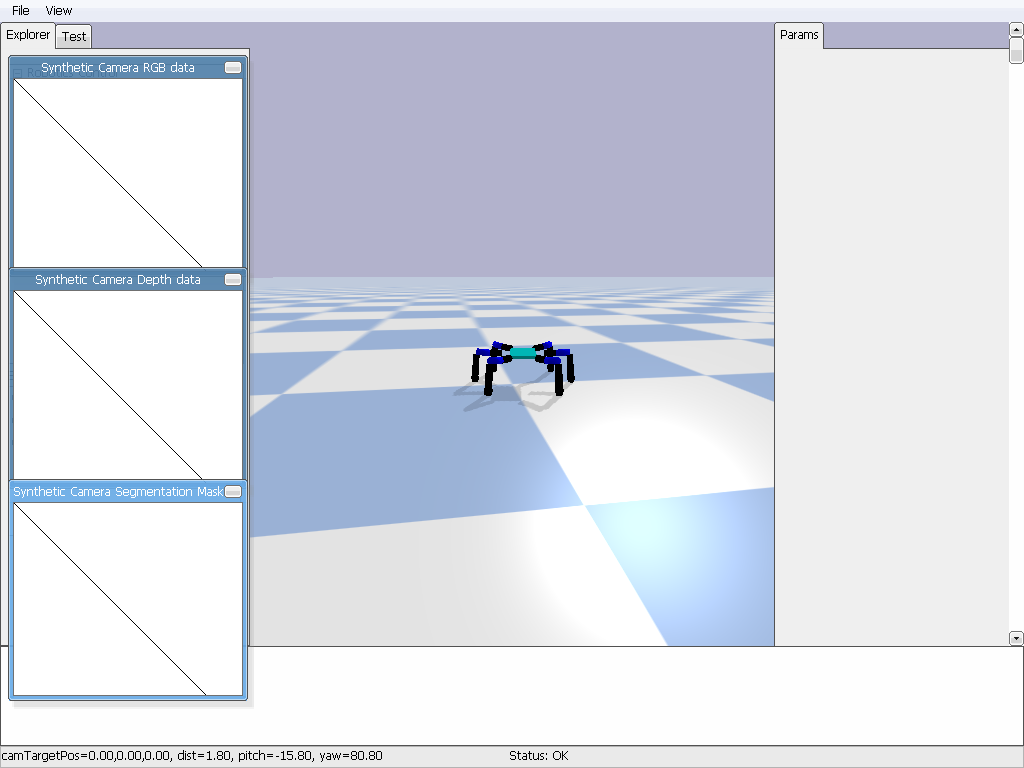 File View
Explorer Test
Params
Synthetic Camera RGB data
Synthetic Camera Depth data
Synthetic Camera Segmentation Mask
camTargetPos=0.00,0.00,0.00, dist=1.80, pitch=-15.80, yaw=80.80
Status: OK